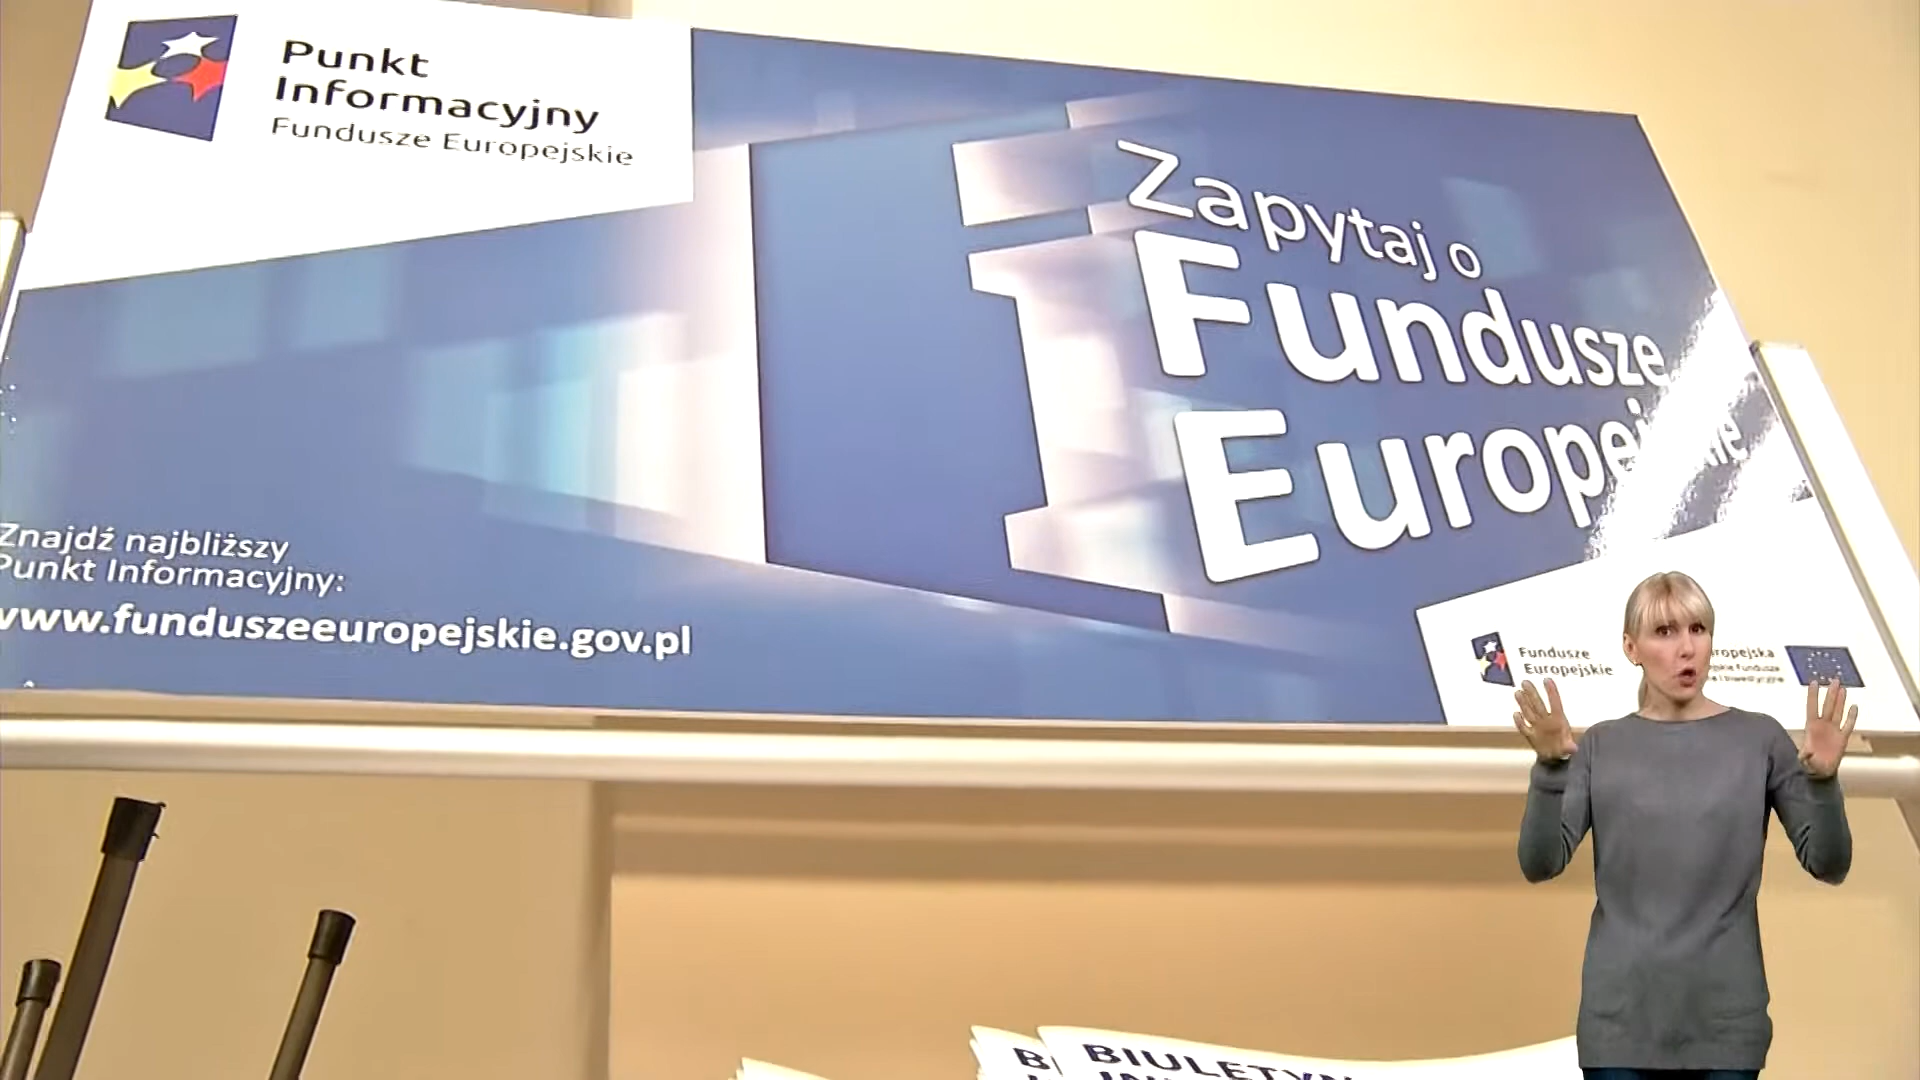 Punkt
Informacyjny
Fundusze Europejskie
Zapytaj o
Fundusze
Europejskie
Znajdź najbliższy
Punkt Informacyjny:
www.funduszeeuropejskie.gov.pl
Fundusze
Europejskie
BIULETYN